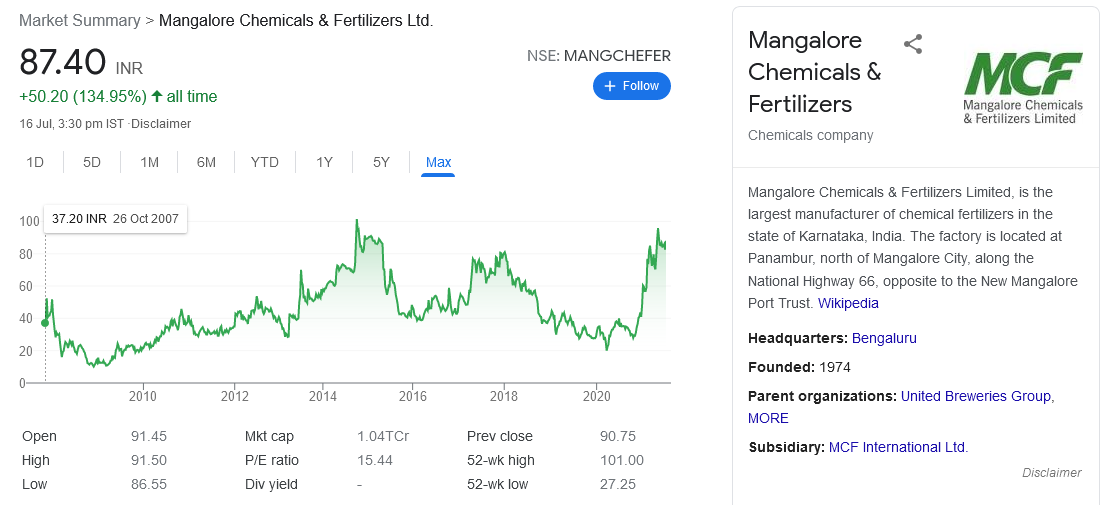 Market Summary > Mangalore Chemicals & Fertilizers Ltd.
87.40 INR
+50.20 (134.95%) ↑ all time
16 Jul, 3:30 pm IST ·Disclaimer
NSE: MANGCHEFER
+ Follow
1D 5D 1M 6M YTD 1Y 5Y Max
37.20 INR 26 Oct 2007
100
80
60
40
20
0
2010 2012 2014 2016 2018 2020
Open 91.45 Mkt cap 1.04TCr Prev close 90.75
High 91.50 P/E ratio 15.44 52-wk high 101.00
Low 86.55 Div yield - 52-wk low 27.25
Mangalore
Chemicals &
Fertilizers
Chemicals company
MCF
Mangalore Chemicals
& Fertilizers Limited
Mangalore Chemicals & Fertilizers Limited, is the
largest manufacturer of chemical fertilizers in the
state of Karnataka, India. The factory is located at
Panambur, north of Mangalore City, along the
National Highway 66, opposite to the New Mangalore
Port Trust. Wikipedia
Headquarters: Bengaluru
Founded: 1974
Parent organizations: United Breweries Group,
MORE
Subsidiary: MCF International Ltd.
Disclaimer